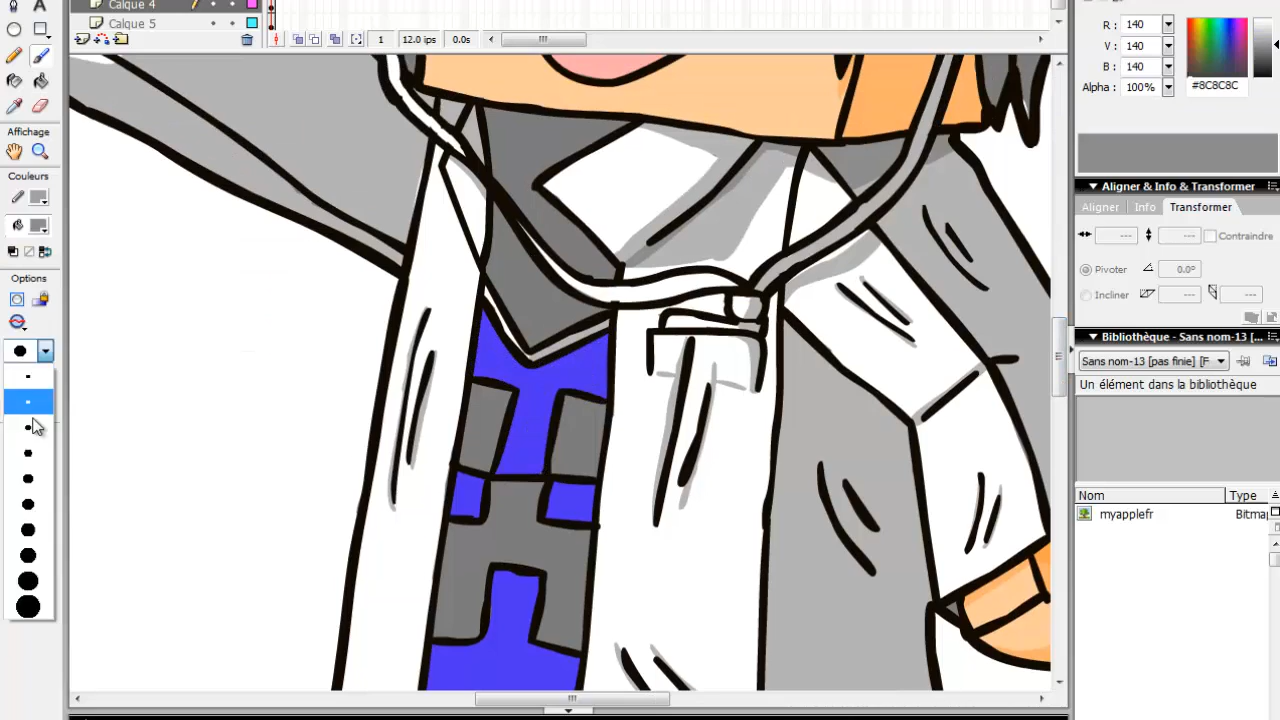 Calque 4
R : 140
Calque 5
V : 140
1 12.0 ips 0.0s
B : 140
Alpha : 100% #8C8C8C
Affichage
Couleurs
Aligner & Info & Transformer
Aligner Info Transformer
--- --- Contraindre
Pivoter 0.0°
Options
Incliner --- ---
Bibliothèque - Sans nom-13 [...
Sans nom-13 [pas finie] [F
Un élément dans la bibliothèque
Nom Type
myapplefr Bitmap